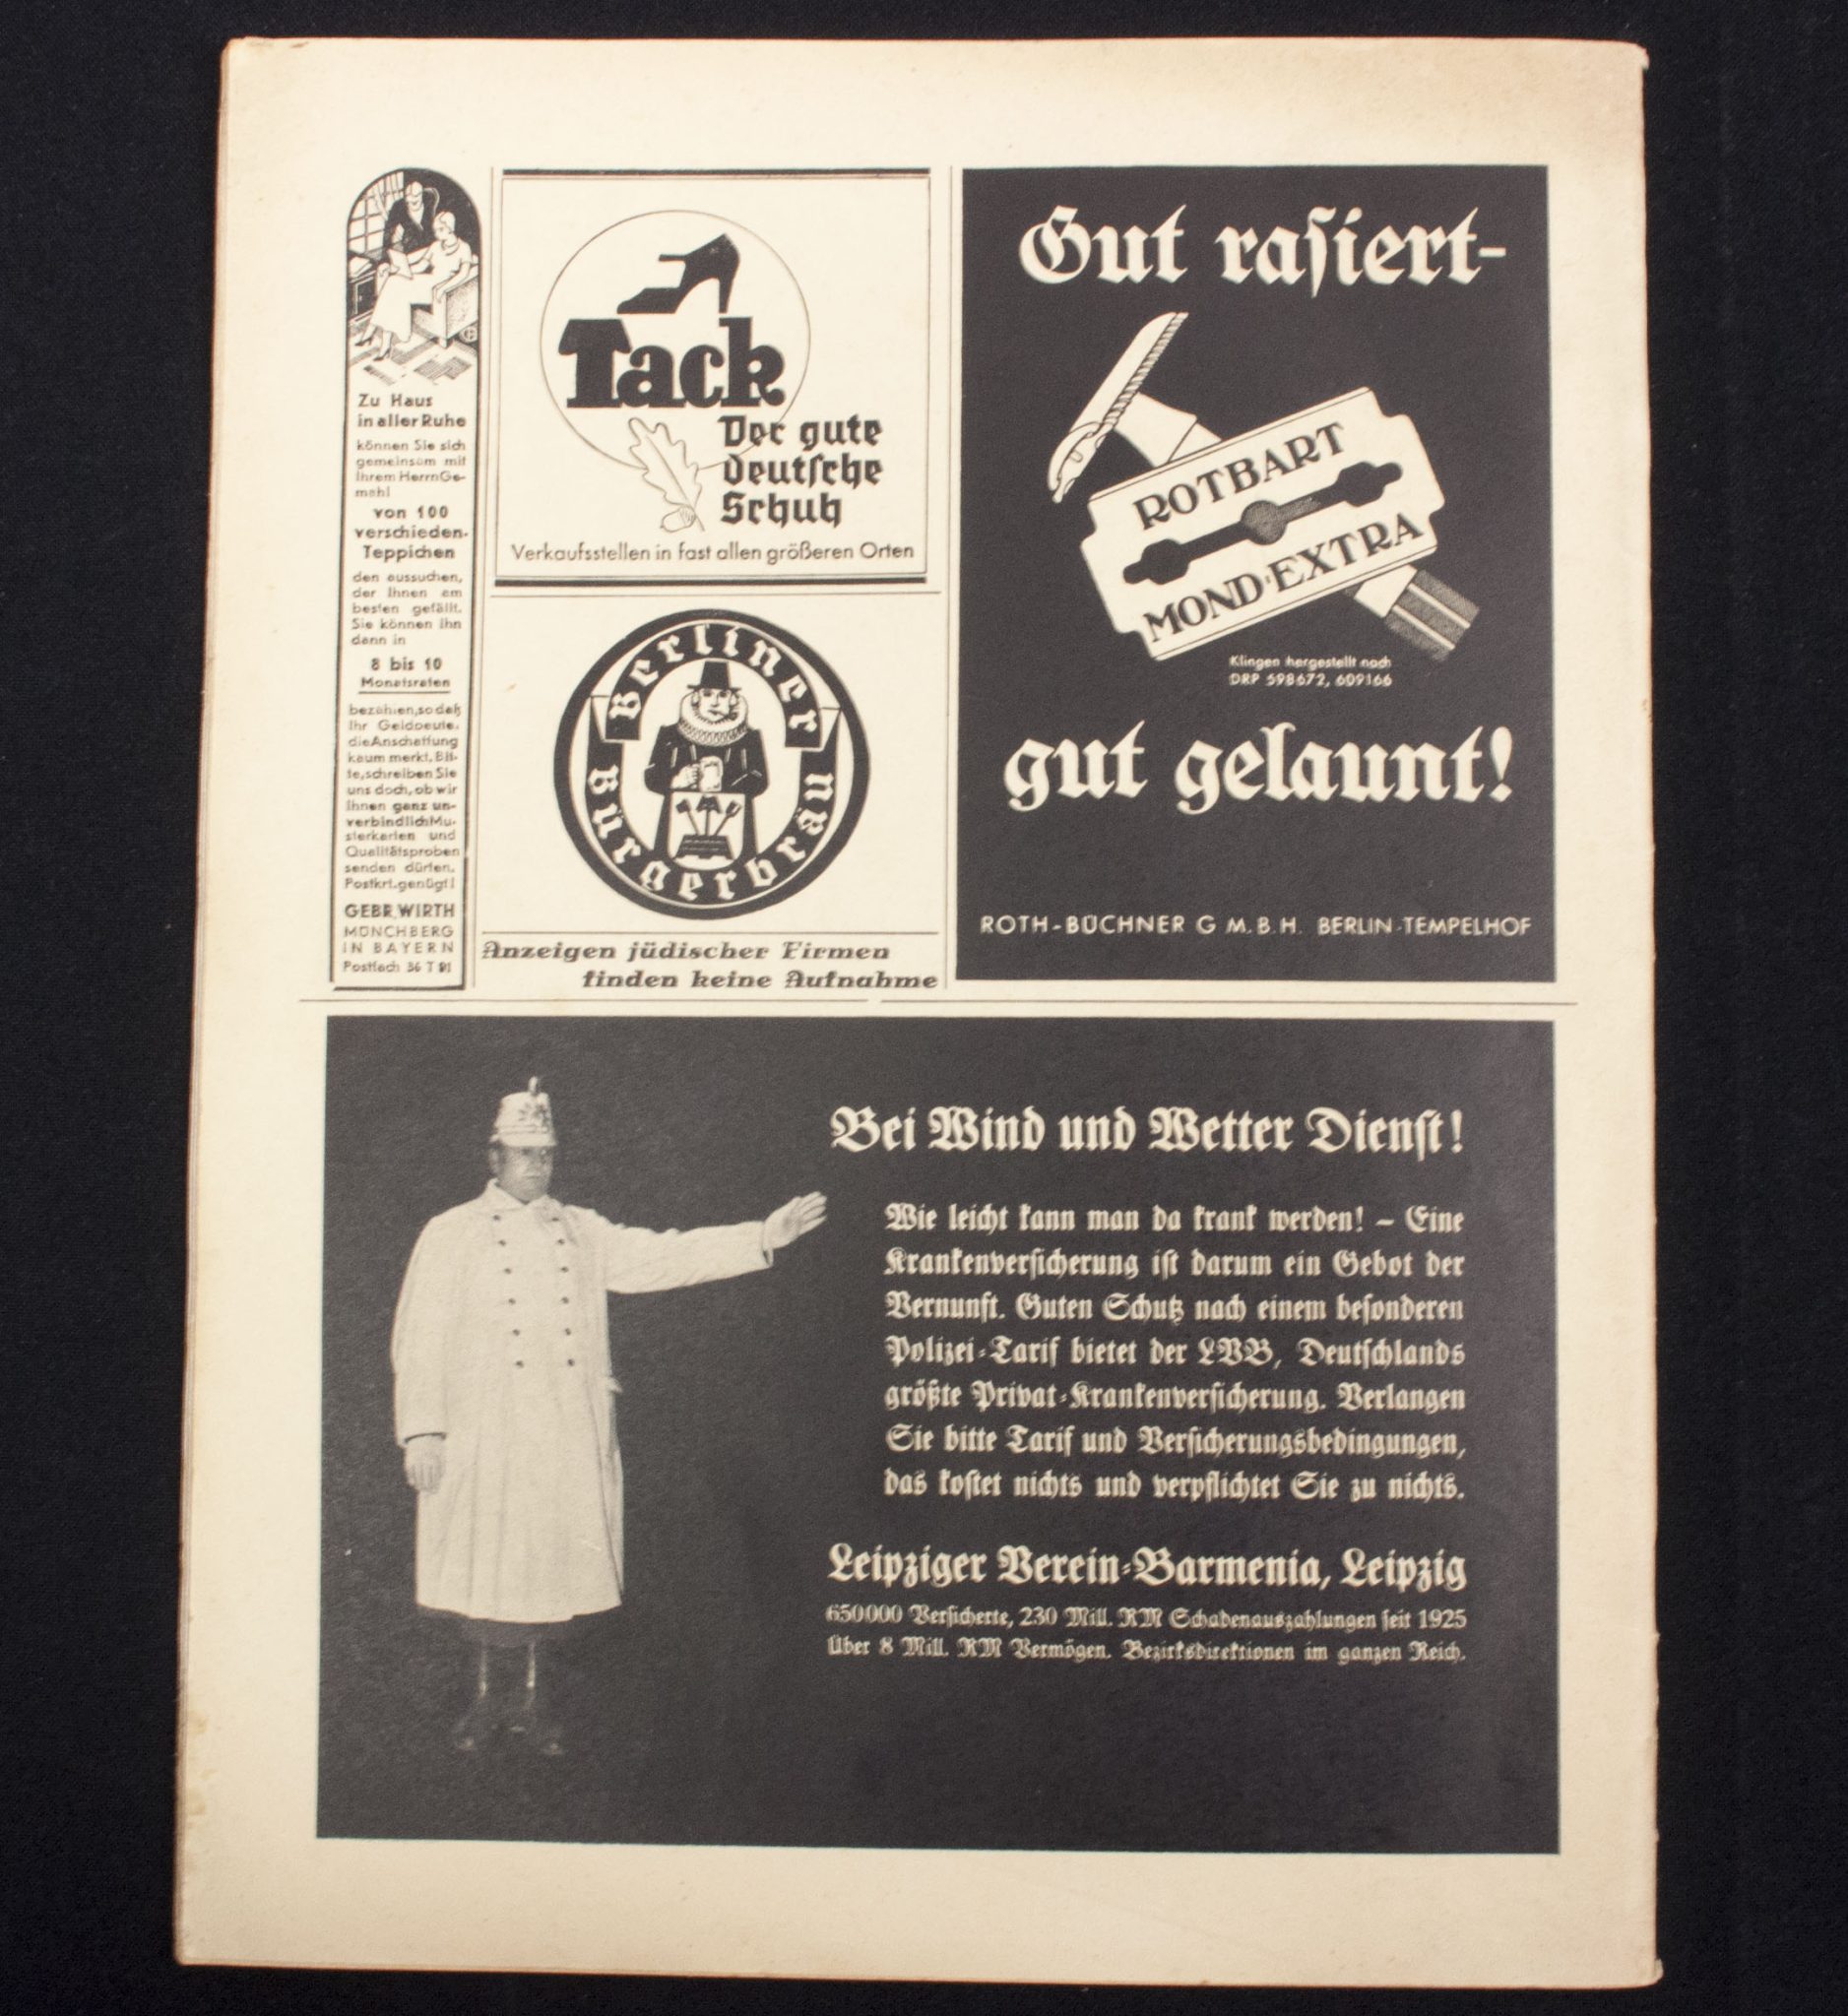 Zu Haus
in aller Ruhe
können Sie sich
gemeinsam mit
Ihrem Herrn Ge-
mahl
von 100
verschieden.
Teppichen
den aussuchen,
der Ihnen am
besten gefällt.
Sie können ihn
dann in
8 bis 10
Monatsraten
bezahlen, so daß
Ihr Geldbeutel
die Anschaffung
kaum merkt. Bit-
te, schreiben Sie
uns doch, ob wir
Ihnen ganz un-
verbindlich Mu-
sterkarten und
Qualitätsproben
senden dürfen.
Postkrt. genügt!
GEBR. WIRTH
MÜNCHBERG
IN BAYERN
Postfach 36 T 91
Tack
Der gute
deutsche
Schuh
Verkaufsstellen in fast allen größeren Orten
Berliner
Bürgerbräu
Anzeigen jüdischer Firmen
finden keine Aufnahme
Gut rasiert-
ROTBART
MOND-EXTRA
Klingen hergestellt nach
DRP 598672, 609166
gut gelaunt!
ROTH-BÜCHNER G.M.B.H. BERLIN-TEMPELHOF
Bei Wind und Wetter Dienst!
Wie leicht kann man da krank werden! – Eine
Krankenversicherung ist darum ein Gebot der
Vernunft. Guten Schutz nach einem besonderen
Polizei-Tarif bietet der LVB, Deutschlands
größte Privat-Krankenversicherung. Verlangen
Sie bitte Tarif und Versicherungsbedingungen,
das kostet nichts und verpflichtet Sie zu nichts.
Leipziger Verein-Barmenia, Leipzig
650000 Versicherte, 230 Mill. RM Schadenauszahlungen seit 1925
Über 8 Mill. RM Vermögen. Bezirksdirektionen im ganzen Reich.